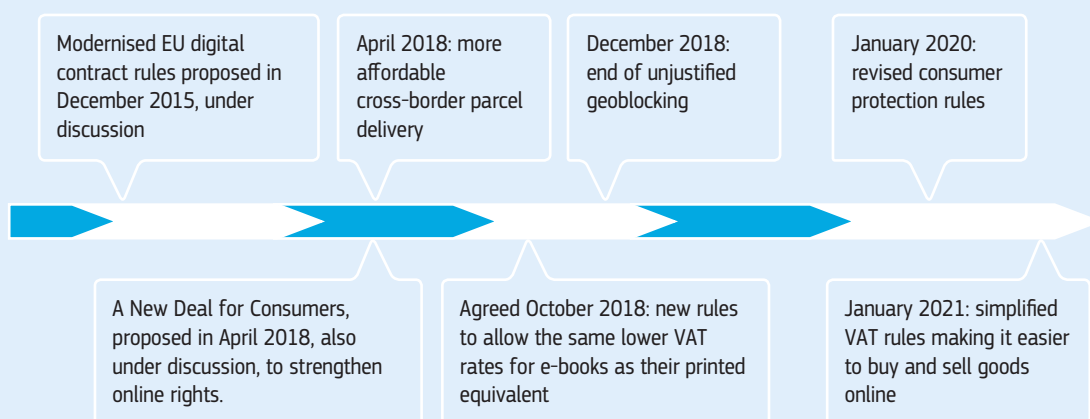 Modernised EU digital
contract rules proposed in
December 2015, under
discussion
April 2018: more
affordable
cross-border parcel
delivery
December 2018:
end of unjustified
geoblocking
January 2020:
revised consumer
protection rules
A New Deal for Consumers,
proposed in April 2018, also
under discussion, to strengthen
online rights.
Agreed October 2018: new rules
to allow the same lower VAT
rates for e-books as their printed
equivalent
January 2021: simplified
VAT rules making it easier
to buy and sell goods
online